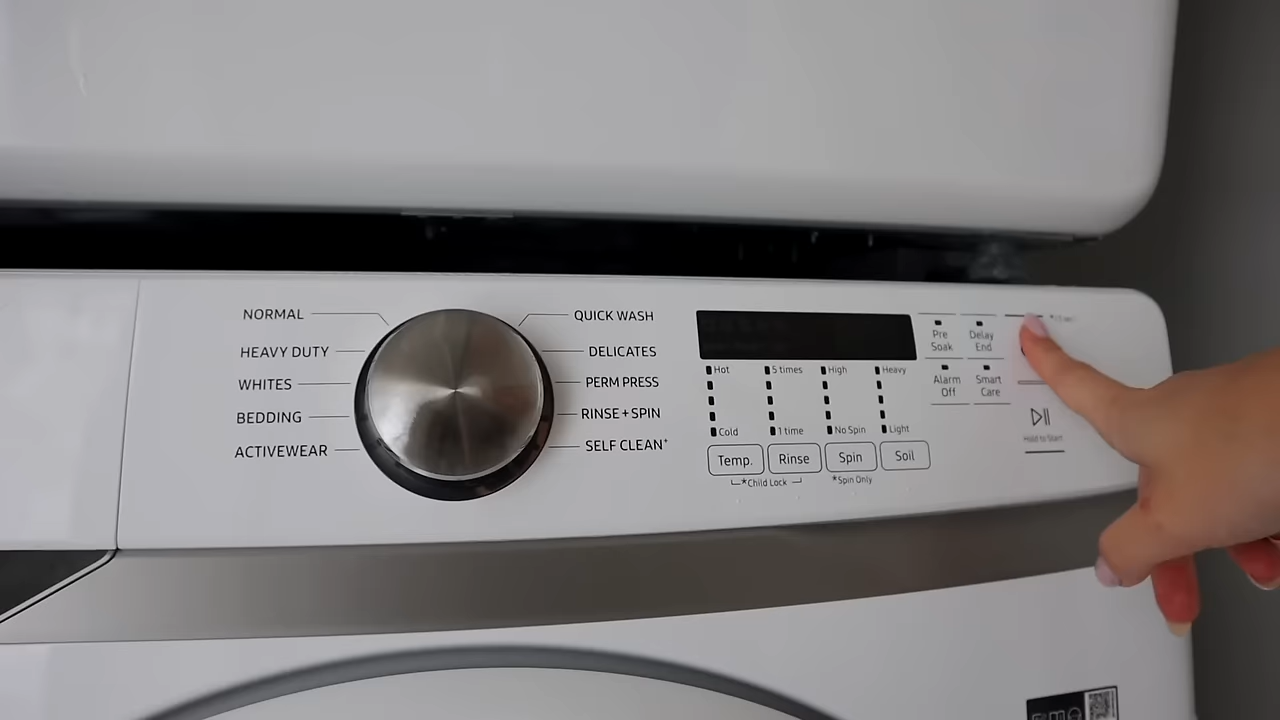 NORMAL
HEAVY DUTY
WHITES
BEDDING
ACTIVEWEAR
QUICK WASH
DELICATES
PERM PRESS
RINSE + SPIN
SELF CLEAN+
Hot
5 times
High
Heavy
Cold
1 time
No Spin
Light
Temp.
Rinse
Spin
Soil
*Child Lock
*Spin Only
Pre
Soak
Delay
End
Alarm
Off
Smart
Care
Hold to Start